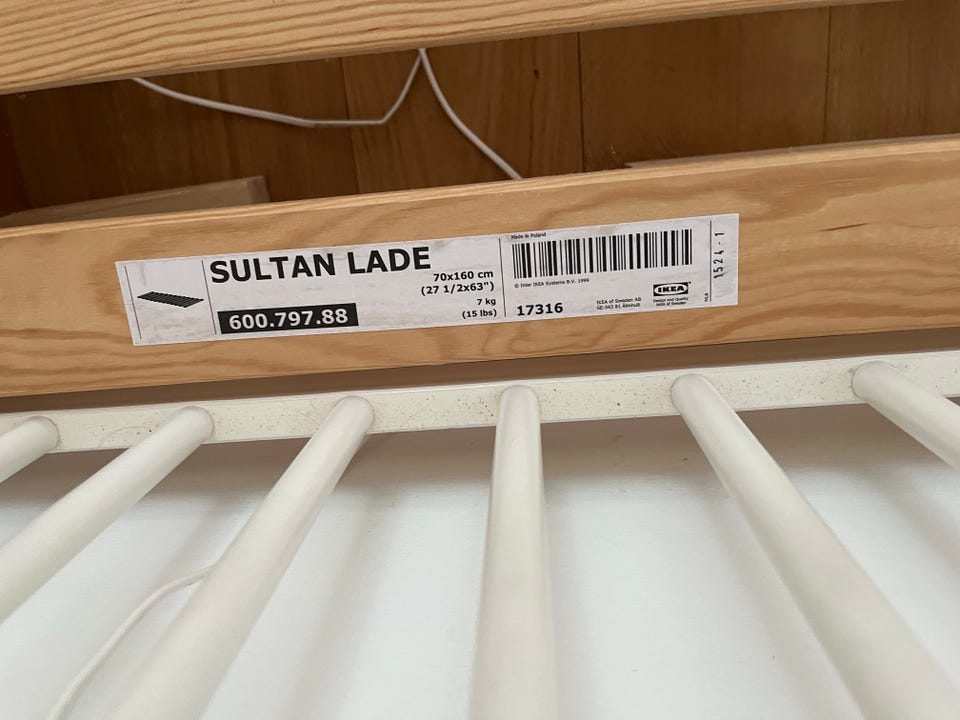 SULTAN LADE
70x160 cm
(27 1/2x63")
600.797.88
7 kg
(15 lbs)
Made in Poland
© Inter IKEA Systems B.V. 1996
17316
IKEA of Sweden AB
SE-343 81 Älmhult
IKEA
Design and Quality
IKEA of Sweden
1524-1